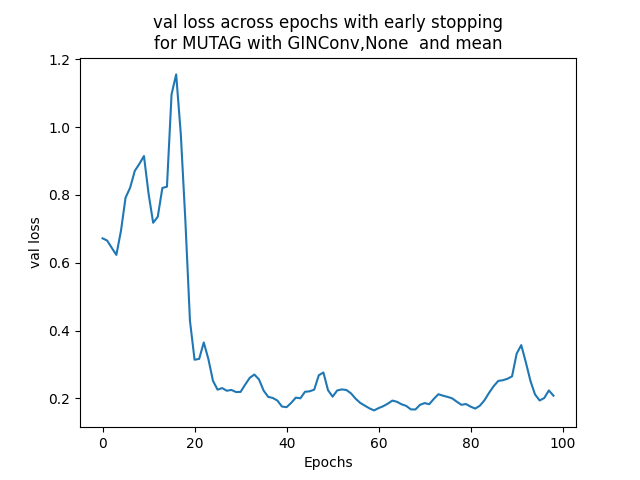 val loss across epochs with early stopping
for MUTAG with GINConv,None  and mean
1.2
1.0
0.8
0.6
0.4
0.2
val loss
0 20 40 60 80 100
Epochs